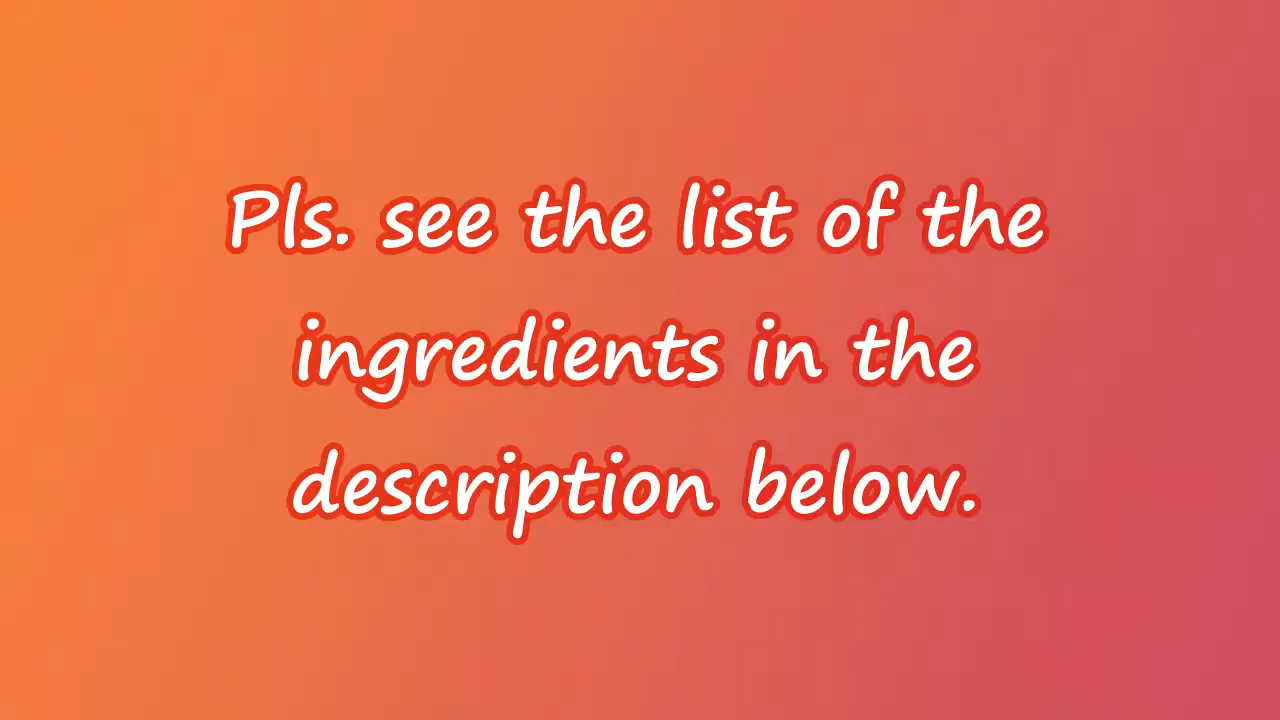 Pls. see the list of the
ingredients in the
description below.